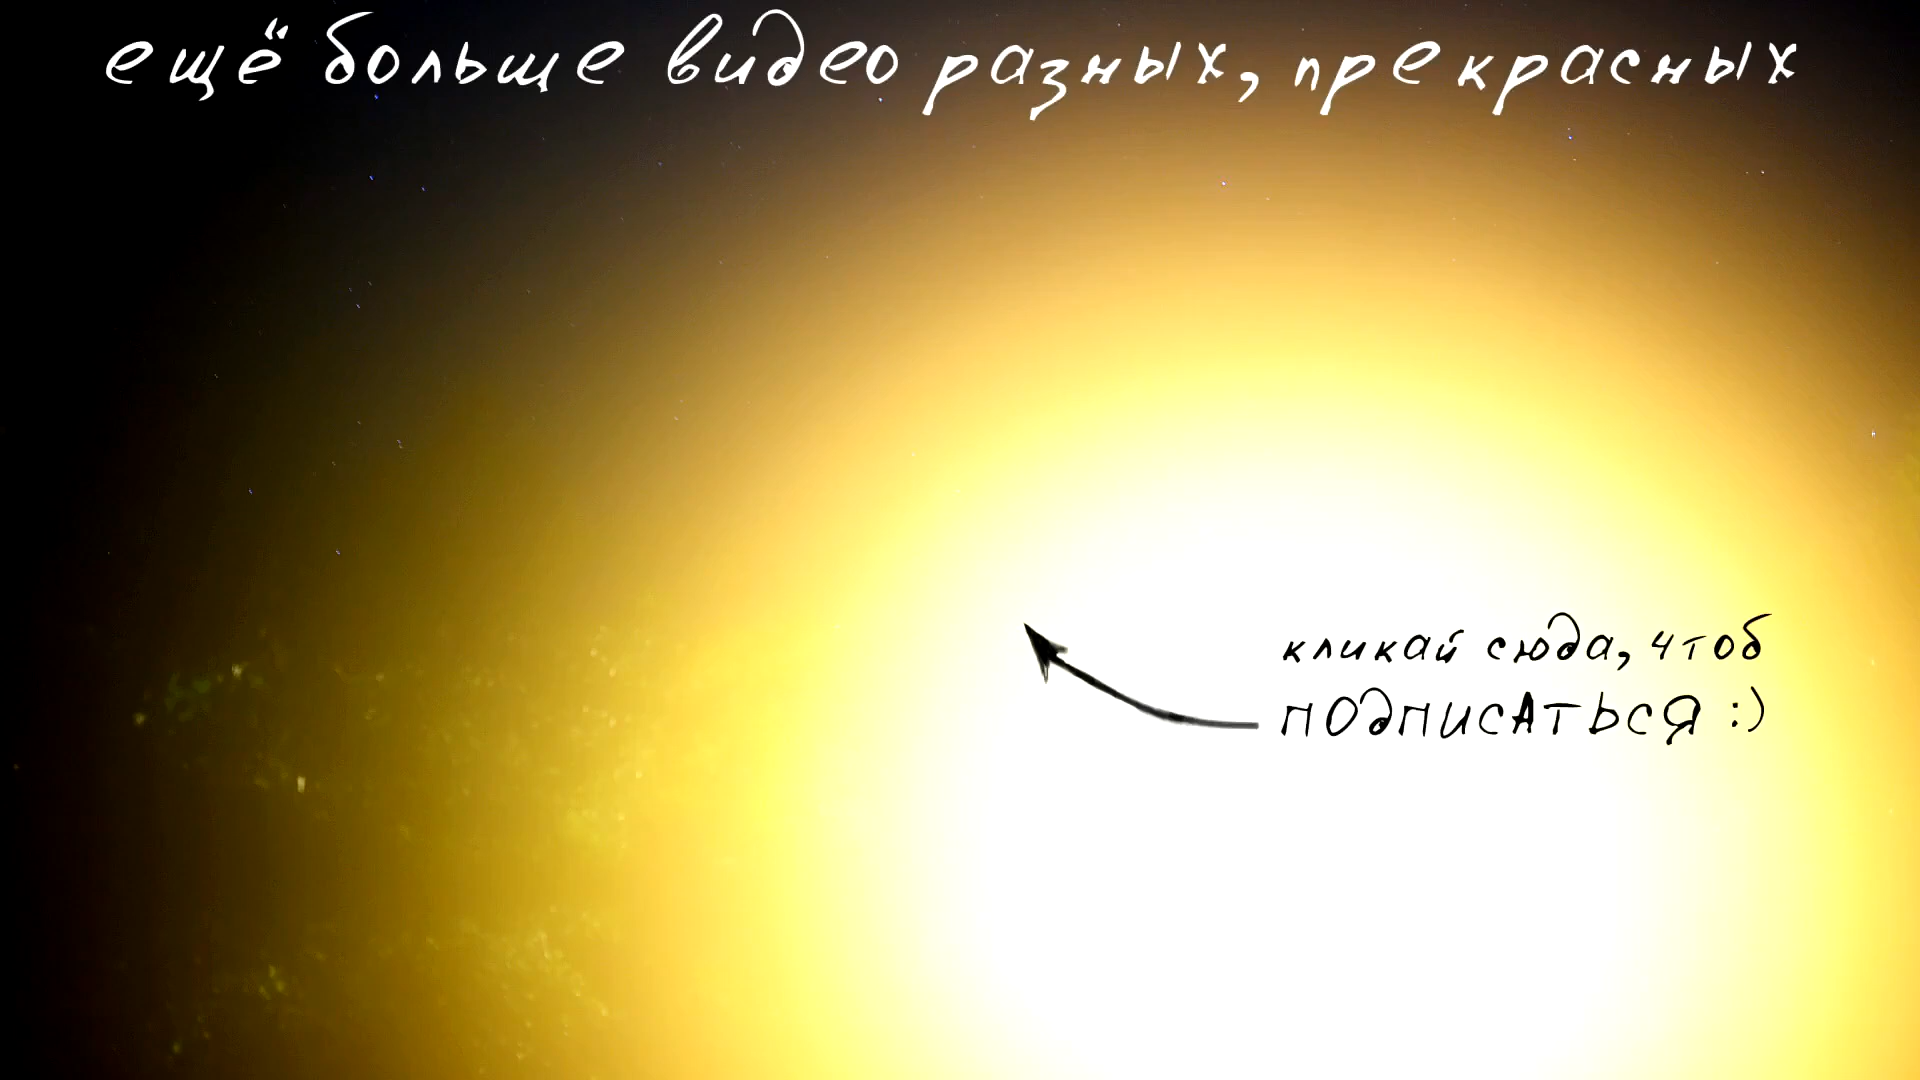 ещё больше видео разных, прекрасных
кликай сюда, чтоб
ПОДПИСАТЬСЯ :)